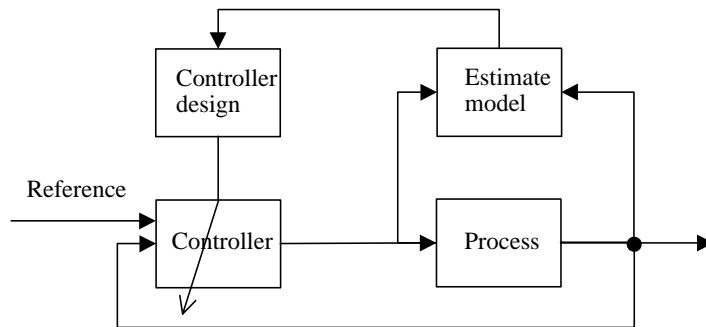 Controller
design
Estimate
model
Reference
Controller
Process